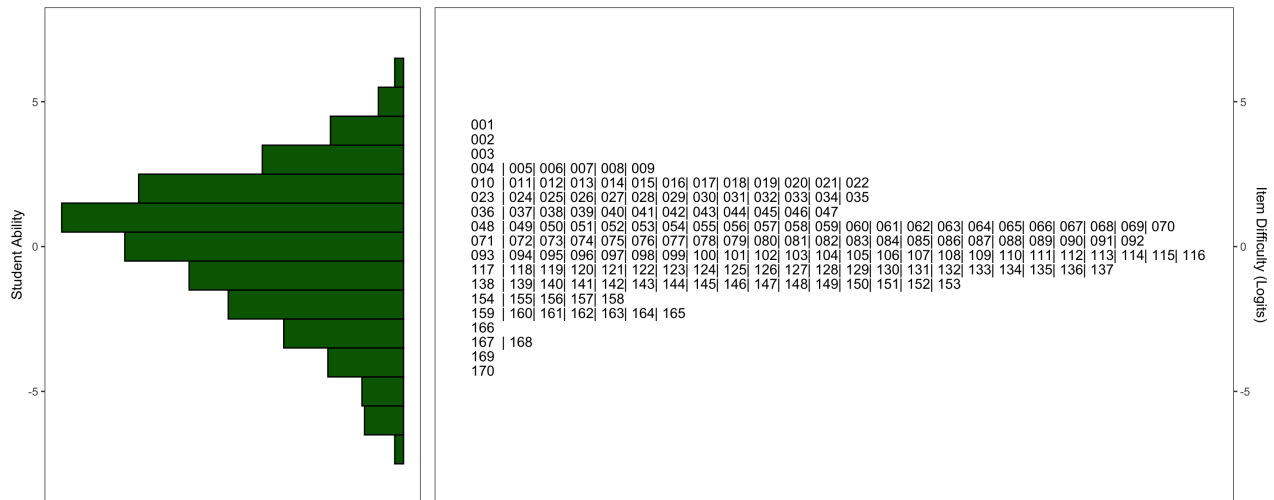 Student Ability
5
0
-5
001
002
003
004 | 005| 006| 007| 008| 009
010 | 011| 012| 013| 014| 015| 016| 017| 018| 019| 020| 021| 022
023 | 024| 025| 026| 027| 028| 029| 030| 031| 032| 033| 034| 035
036 | 037| 038| 039| 040| 041| 042| 043| 044| 045| 046| 047
048 | 049| 050| 051| 052| 053| 054| 055| 056| 057| 058| 059| 060| 061| 062| 063| 064| 065| 066| 067| 068| 069| 070
071 | 072| 073| 074| 075| 076| 077| 078| 079| 080| 081| 082| 083| 084| 085| 086| 087| 088| 089| 090| 091| 092
093 | 094| 095| 096| 097| 098| 099| 100| 101| 102| 103| 104| 105| 106| 107| 108| 109| 110| 111| 112| 113| 114| 115| 116
117 | 118| 119| 120| 121| 122| 123| 124| 125| 126| 127| 128| 129| 130| 131| 132| 133| 134| 135| 136| 137
138 | 139| 140| 141| 142| 143| 144| 145| 146| 147| 148| 149| 150| 151| 152| 153
154 | 155| 156| 157| 158
159 | 160| 161| 162| 163| 164| 165
166
167 | 168
169
170
5
0
-5
Item Difficulty (Logits)